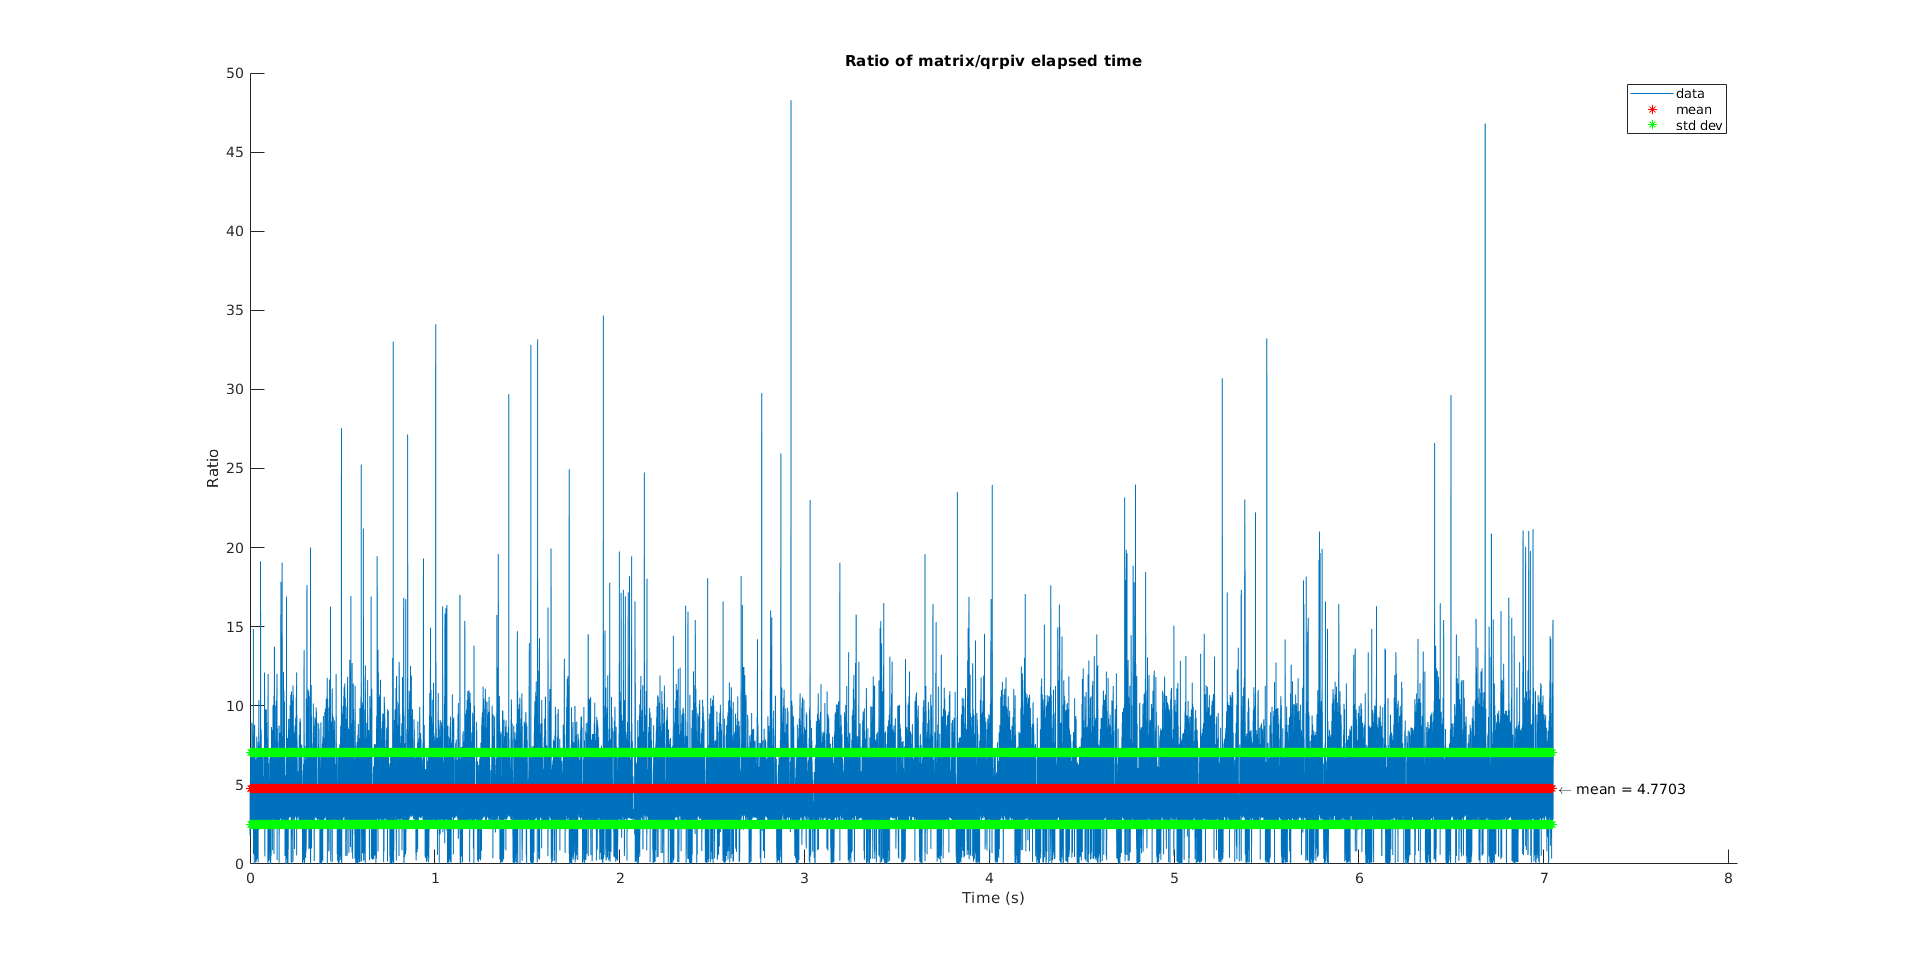 Ratio of matrix/qrpiv elapsed time
50
45
40
35
30
25
20
15
10
5
0
Ratio
data
mean
std dev
← mean = 4.7703
0 1 2 3 4 5 6 7 8
Time (s)